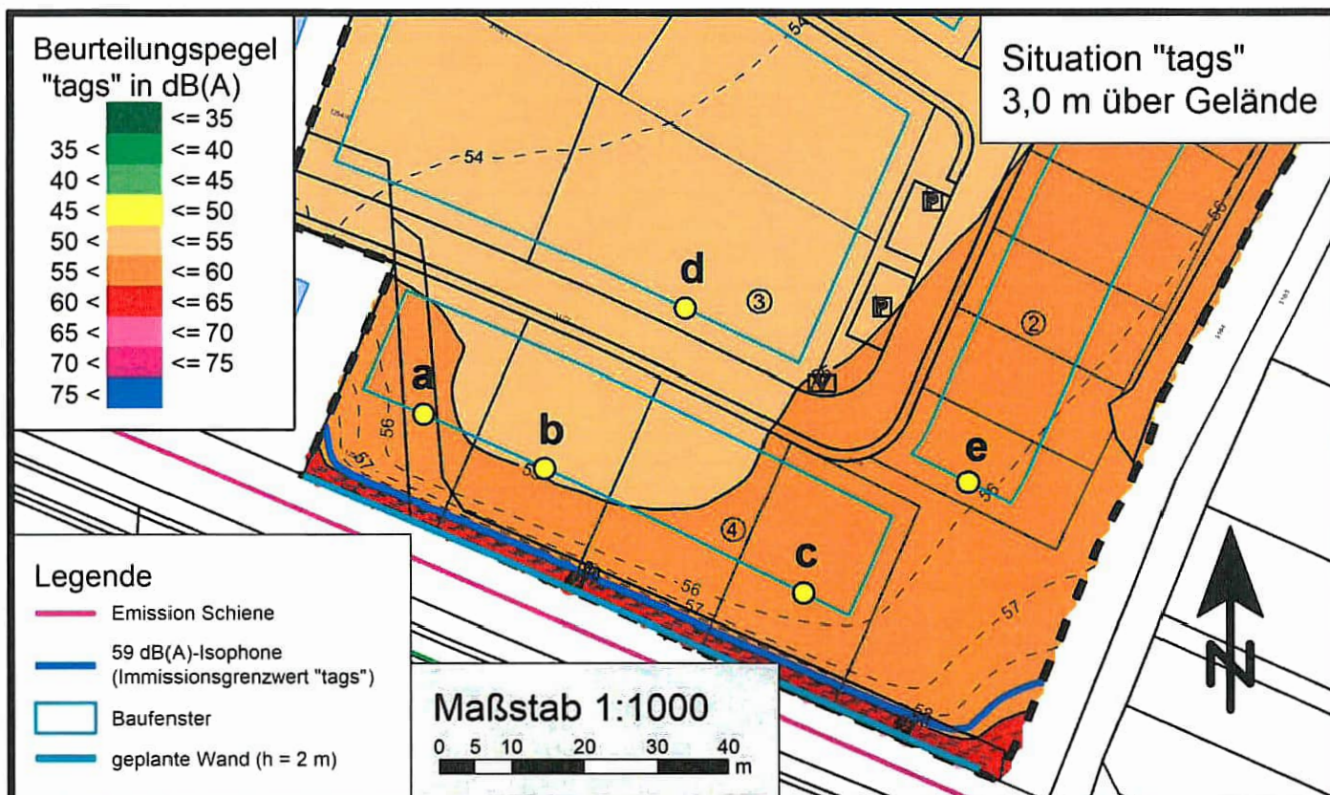 Beurteilungspegel
"tags" in dB(A)
<= 35
35 < <= 40
40 < <= 45
45 < <= 50
50 < <= 55
55 < <= 60
60 < <= 65
65 < <= 70
70 < <= 75
75 <
Situation "tags"
3,0 m über Gelände
54
54
56
P
P
d
3
2
a
b
e
56
56
57
4
c
56
57
57
58
N
Legende
Emission Schiene
59 dB(A)-Isophone
(Immissionsgrenzwert "tags")
Baufenster
geplante Wand (h = 2 m)
Maßstab 1:1000
0 5 10 20 30 40
m